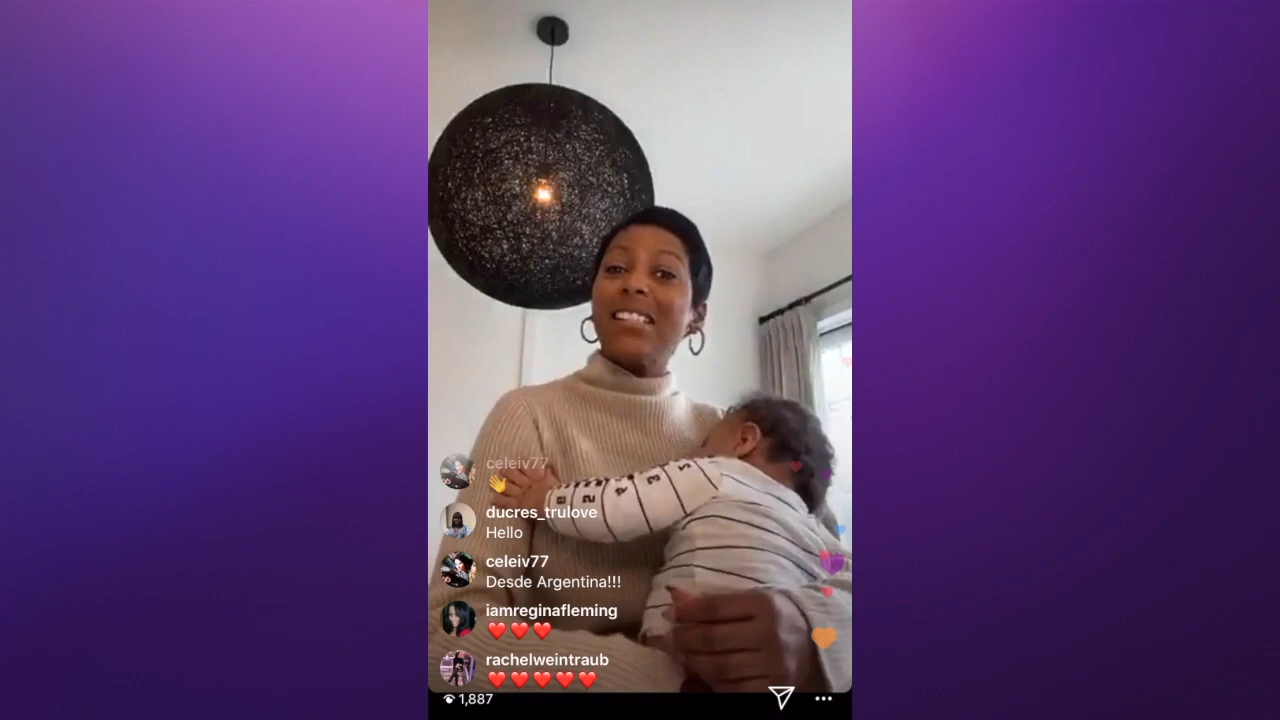 celeiv77
👋
ducres_trulove
Hello
celeiv77
Desde Argentina!!!
iamreginafleming
❤️❤️❤️
rachelweintraub
❤️❤️❤️❤️❤️
1,887